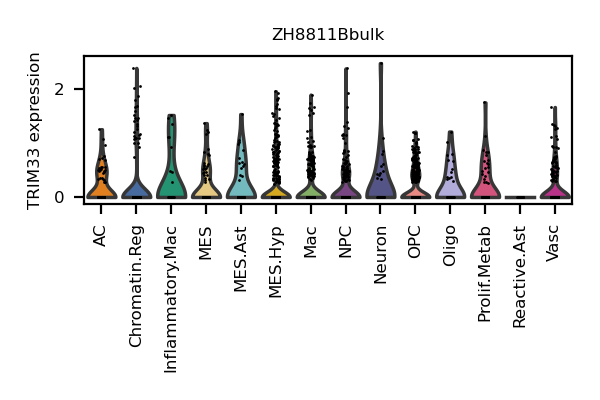 ZH8811Bbulk
TRIM33 expression
2
0
AC
Chromatin.Reg
Inflammatory.Mac
MES
MES.Ast
MES.Hyp
Mac
NPC
Neuron
OPC
Oligo
Prolif.Metab
Reactive.Ast
Vasc